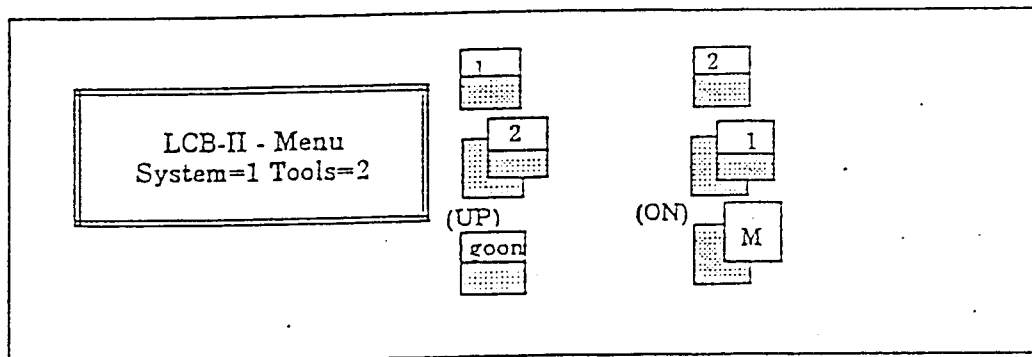 LCB-II - Menu
System=1 Tools=2
1
2
2
1
(UP)
(ON)
goon
M